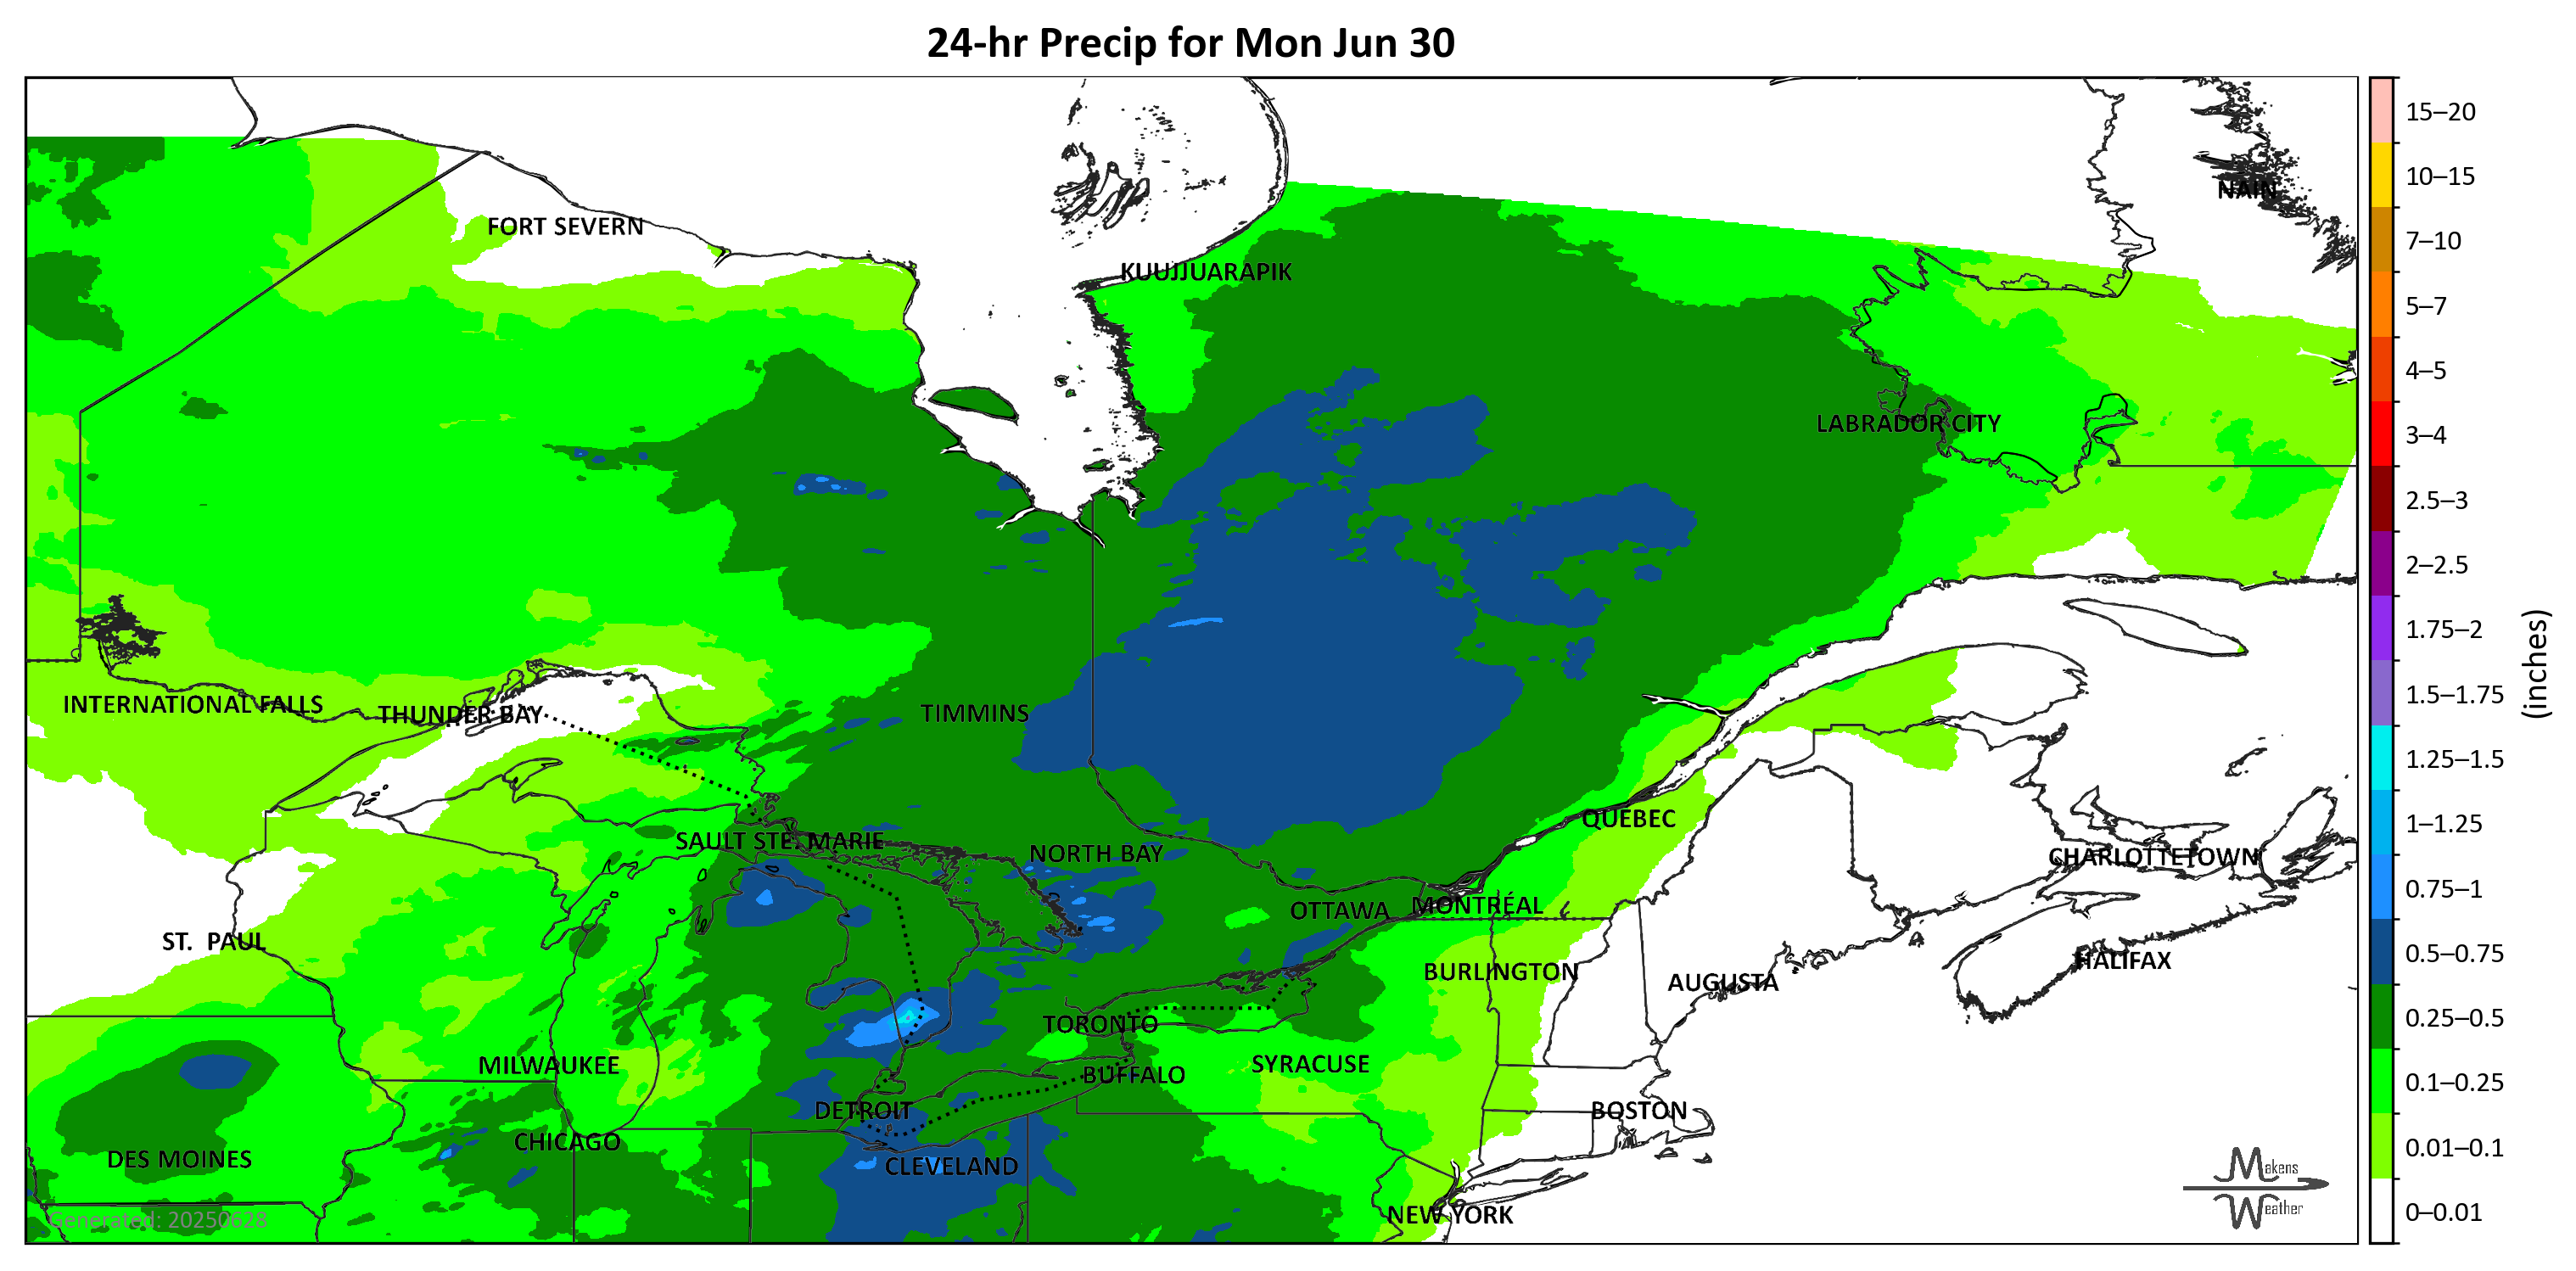 24-hr Precip for Mon Jun 30
NAIN
FORT SEVERN
KUUJJUARAPIK
LABRADOR CITY
INTERNATIONAL FALLS
THUNDER BAY
TIMMINS
QUEBEC
SAULT STE. MARIE
NORTH BAY
CHARLOTTETOWN
OTTAWA
MONTRÉAL
ST. PAUL
HALIFAX
BURLINGTON
AUGUSTA
TORONTO
MILWAUKEE
SYRACUSE
BUFFALO
DETROIT
BOSTON
CHICAGO
DES MOINES
CLEVELAND
NEW YORK
Generated: 20250628
Makens
Weather
15–20
10–15
7–10
5–7
4–5
3–4
2.5–3
2–2.5
1.75–2
1.5–1.75
1.25–1.5
1–1.25
0.75–1
0.5–0.75
0.25–0.5
0.1–0.25
0.01–0.1
0–0.01
(inches)